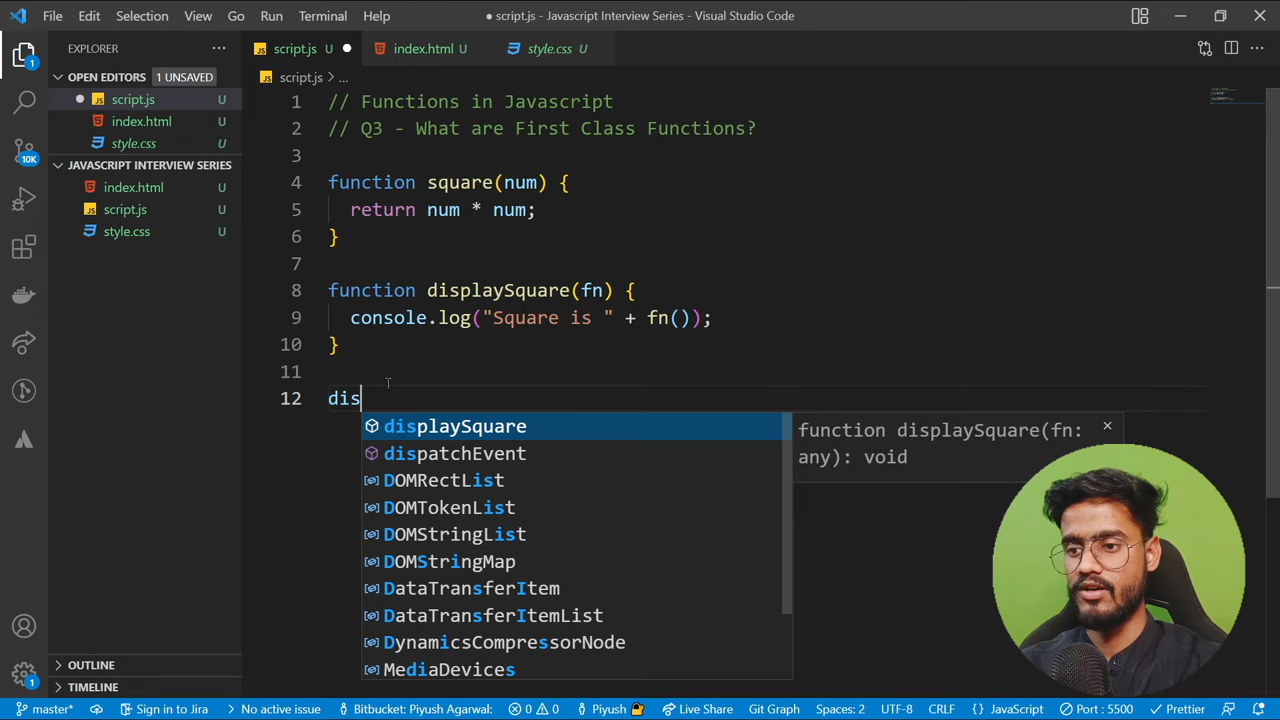 File Edit Selection View Go Run Terminal Help
● script.js - Javascript Interview Series - Visual Studio Code
EXPLORER
OPEN EDITORS 1 UNSAVED
script.js U
index.html U
style.css U
JAVASCRIPT INTERVIEW SERIES
index.html U
script.js U
style.css U
OUTLINE
TIMELINE
1
10K
1
script.js U ● index.html U style.css U
script.js > ...
1 // Functions in Javascript
2 // Q3 - What are First Class Functions?
3
4 function square(num) {
5 return num * num;
6 }
7
8 function displaySquare(fn) {
9 console.log("Square is " + fn());
10 }
11
12 dis
displaySquare
dispatchEvent
DOMRectList
DOMTokenList
DOMStringList
DOMStringMap
DataTransferItem
DataTransferItemList
DynamicsCompressorNode
MediaDevices
function displaySquare(fn:
any): void
master* Sign in to Jira No active issue Bitbucket: Piyush Agarwal: 0 0 Piyush Live Share Git Graph Spaces: 2 UTF-8 CRLF {} JavaScript Port : 5500 Prettier